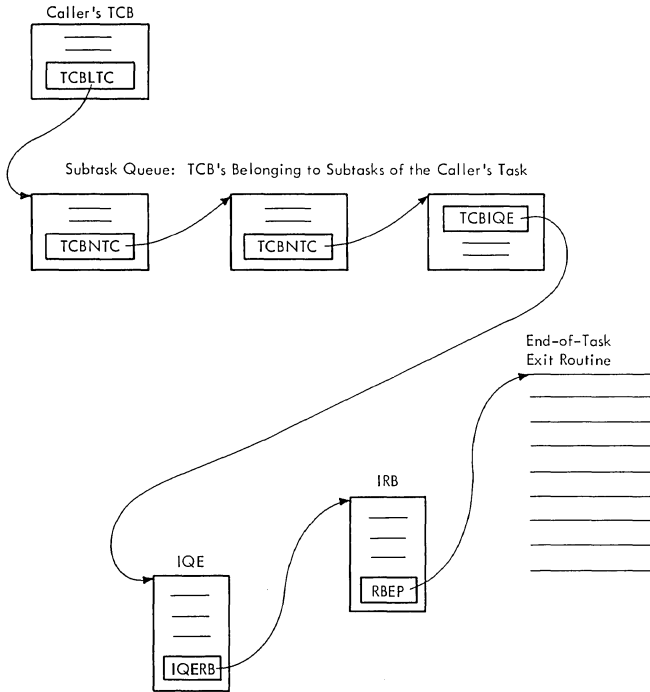 Caller's TCB
TCBLTC
Subtask Queue: TCB's Belonging to Subtasks of the Caller's Task
TCBNTC
TCBNTC
TCBIQE
End-of-Task
Exit Routine
IRB
RBEP
IQE
IQERB